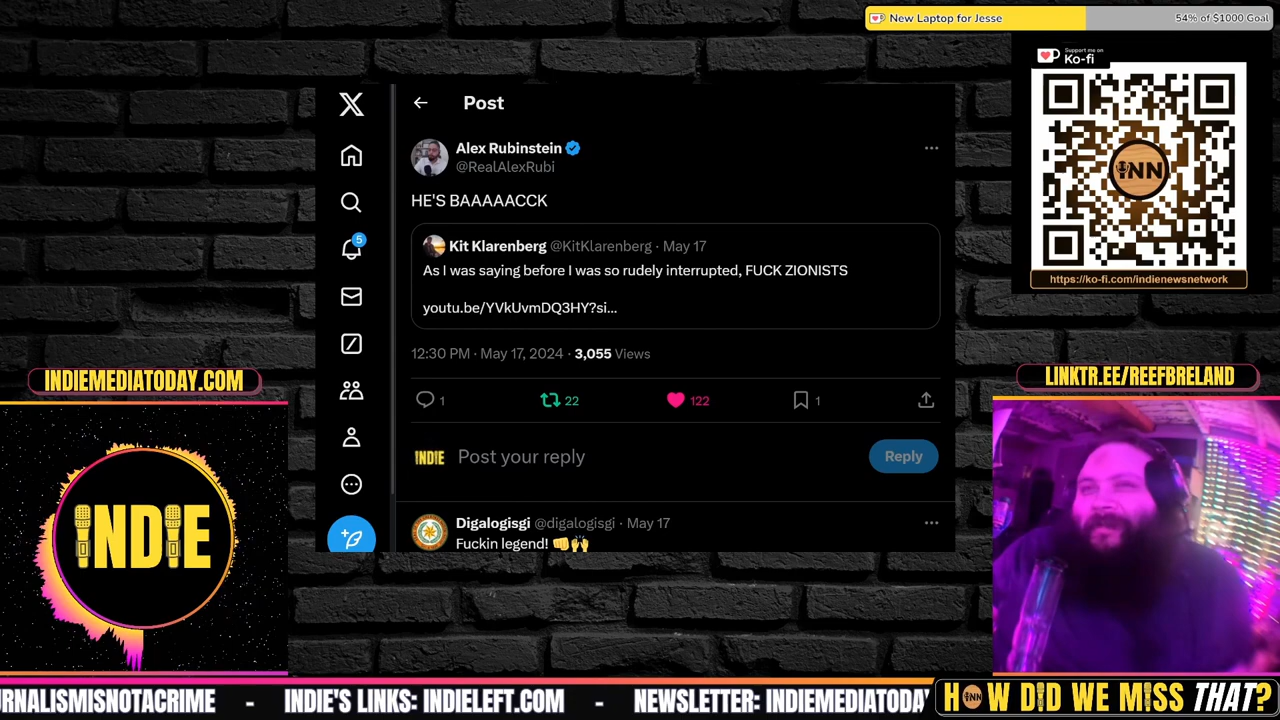 New Laptop for Jesse
54% of $1000 Goal
Support me on
Ko-fi
INN
https://ko-fi.com/indienewsnetwork
X
Post
Alex Rubinstein
@RealAlexRubi
HE'S BAAAAACCK
Kit Klarenberg @KitKlarenberg · May 17
As I was saying before I was so rudely interrupted, FUCK ZIONISTS
youtu.be/YVkUvmDQ3HY?si...
12:30 PM · May 17, 2024 · 3,055 Views
1
22
122
1
5
INDIE
Post your reply
Reply
Digalogisgi @digalogisgi · May 17
Fuckin legend! 👊🙌
INDIEMEDIATODAY.COM
INDIE
LINKTR.EE/REEFBRELAND
URNALISMISNOTACRIME - INDIE'S LINKS: INDIELEFT.COM - NEWSLETTER: INDIEMEDIATODAY
HOW DID WE MISS THAT?